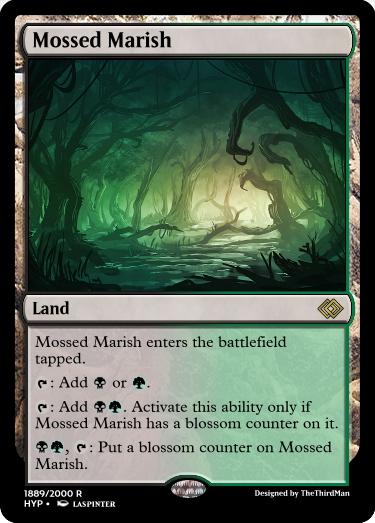 Mossed Marish
Land
Mossed Marish enters the battlefield
tapped.
: Add or .
: Add . Activate this ability only if
Mossed Marish has a blossom counter on it.
, : Put a blossom counter on Mossed
Marish.
1889/2000 R
HYP • LASPINTER
Designed by TheThirdMan